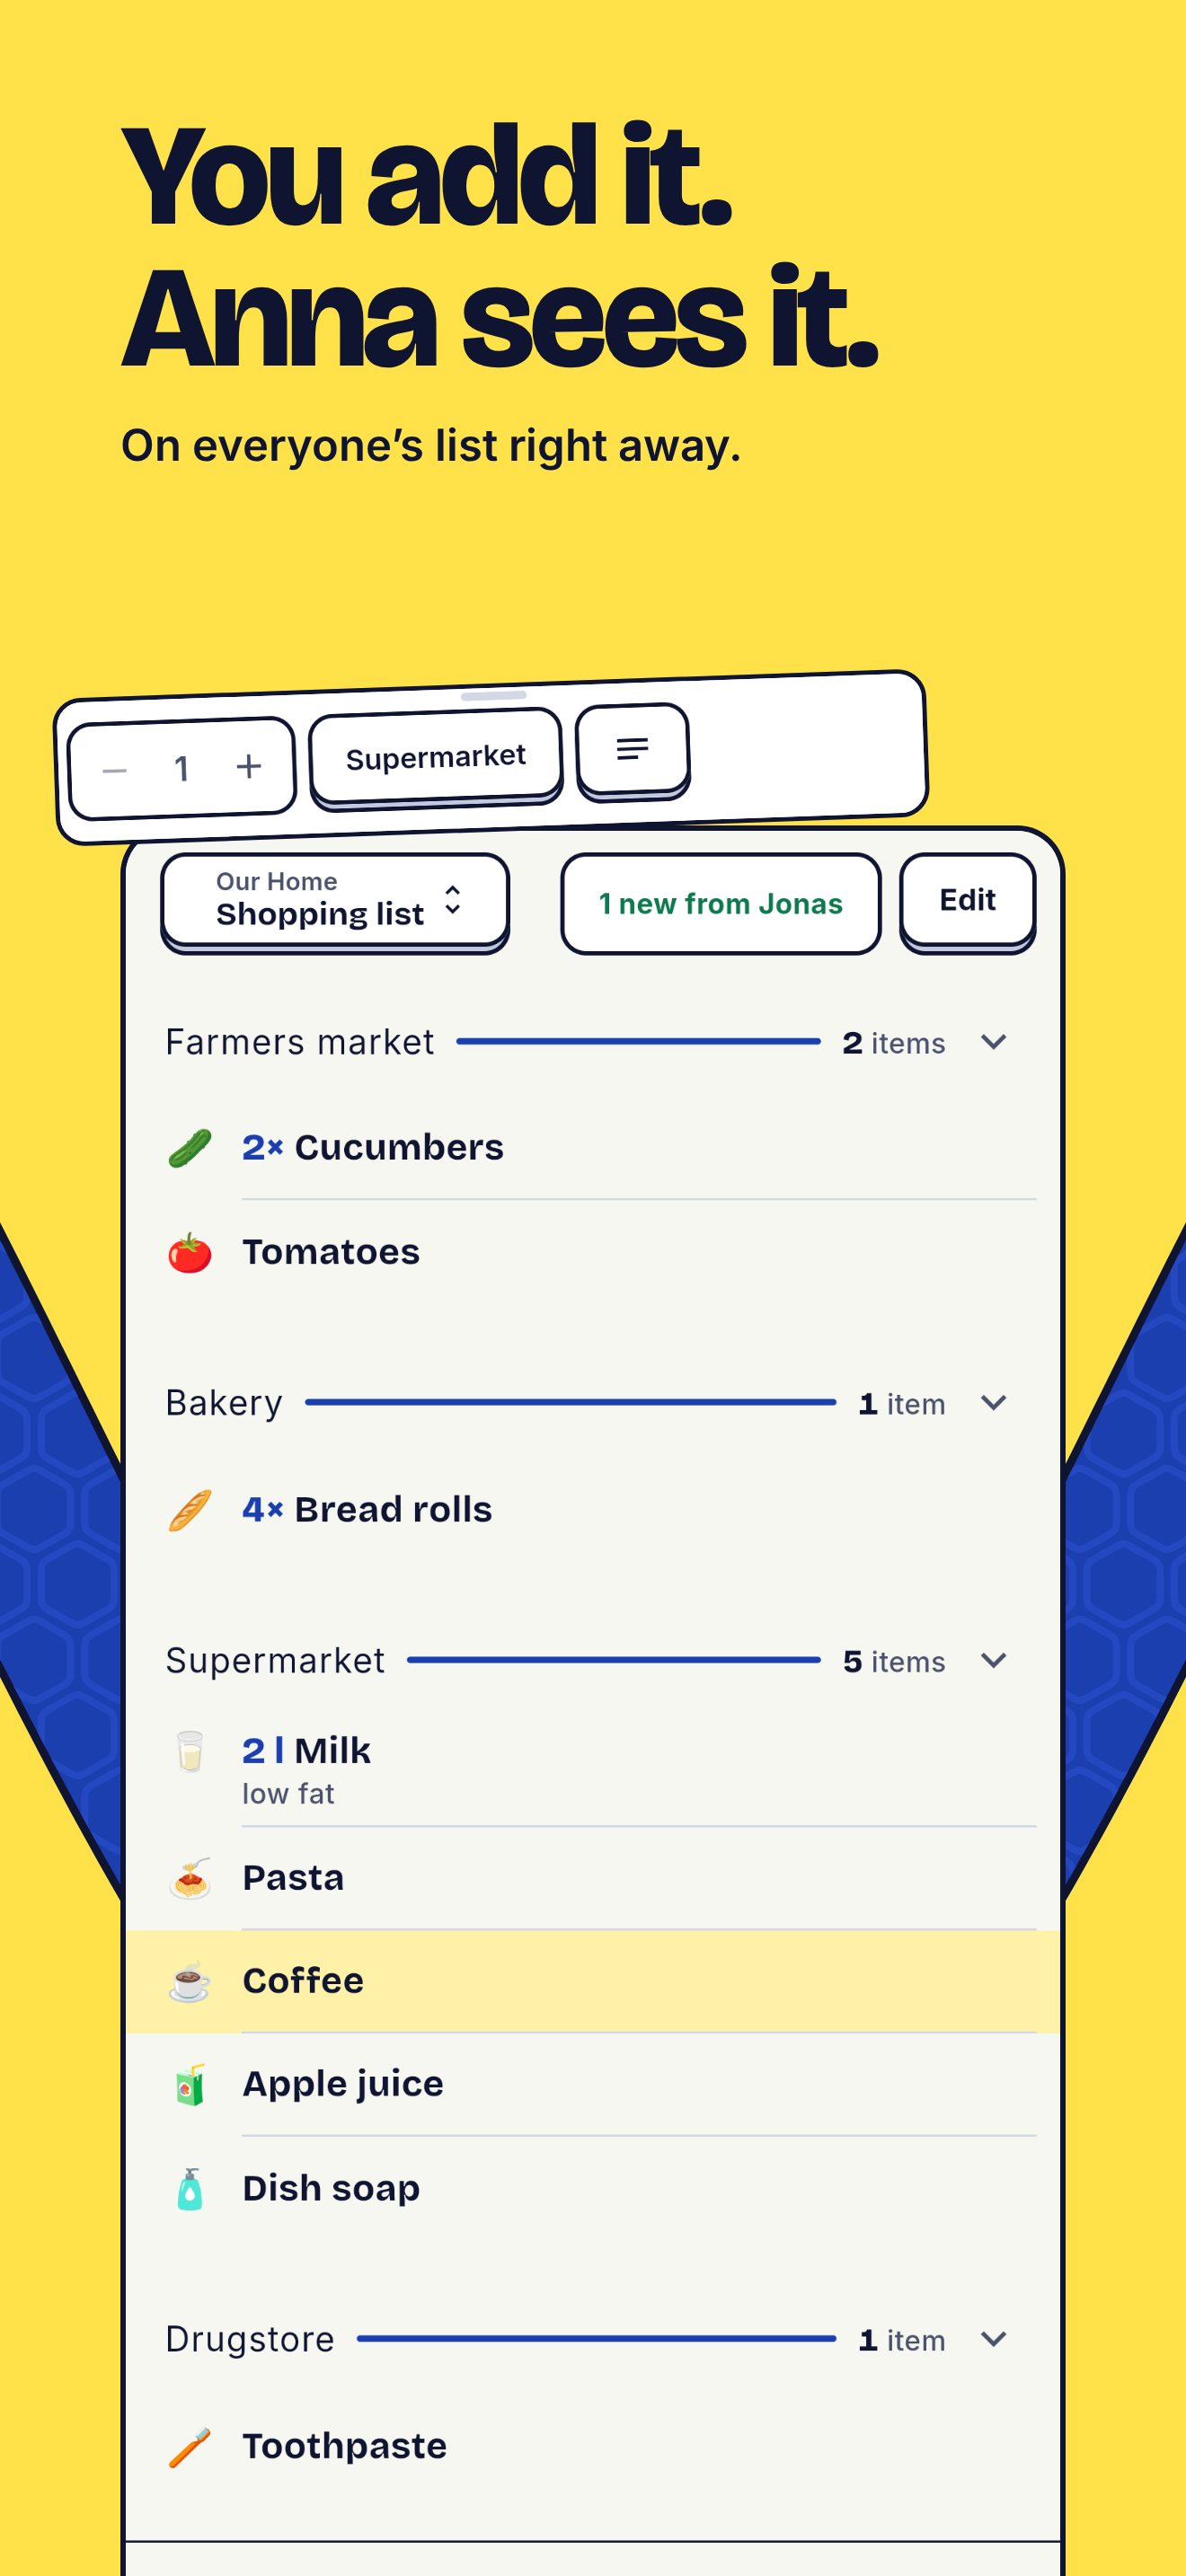 You add it.
Anna sees it.
On everyone’s list right away.
1
Supermarket
Our Home
Shopping list
1 new from Jonas
Edit
Farmers market 2 items
2× Cucumbers
Tomatoes
Bakery 1 item
4× Bread rolls
Supermarket 5 items
2 l Milk
low fat
Pasta
Coffee
Apple juice
Dish soap
Drugstore 1 item
Toothpaste